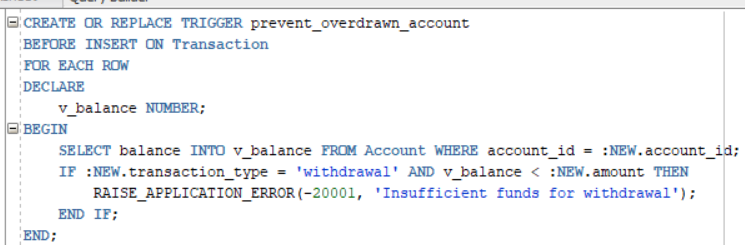 CREATE OR REPLACE TRIGGER prevent_overdrawn_account
BEFORE INSERT ON Transaction
FOR EACH ROW
DECLARE
    v_balance NUMBER;
BEGIN
    SELECT balance INTO v_balance FROM Account WHERE account_id = :NEW.account_id;
    IF :NEW.transaction_type = 'withdrawal' AND v_balance < :NEW.amount THEN
        RAISE_APPLICATION_ERROR(-20001, 'Insufficient funds for withdrawal');
    END IF;
END;